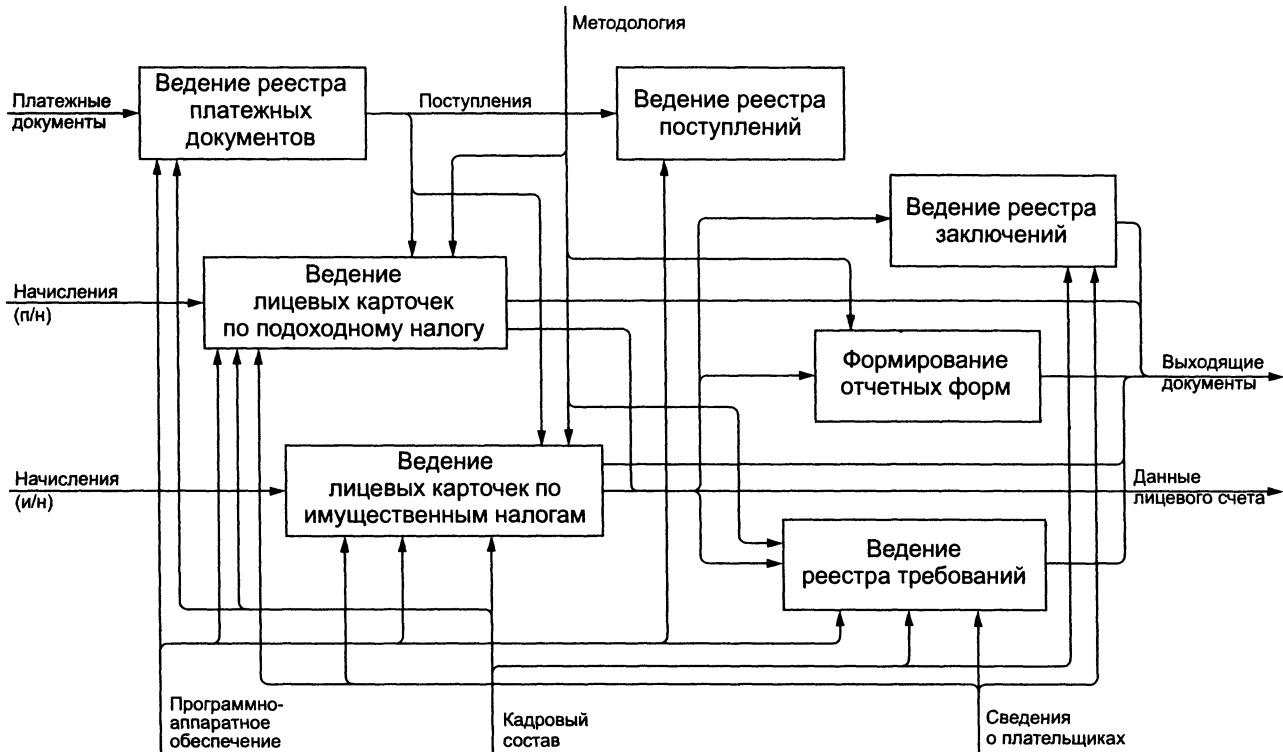 Методология
Ведение реестра
платежных
документов
Платежные
документы
Поступления
Ведение реестра
поступлений
Ведение реестра
заключений
Ведение
лицевых карточек
по подоходному налогу
Начисления
(п/н)
Формирование
отчетных форм
Выходящие
документы
Ведение
лицевых карточек по
имущественным налогам
Начисления
(и/н)
Данные
лицевого счета
Ведение
реестра требований
Программно-
аппаратное
обеспечение
Кадровый
состав
Сведения
о плательщиках